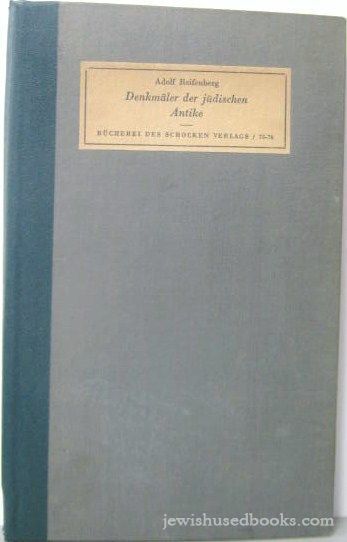 Adolf Reifenberg
Denkmäler der jüdischen
Antike
BÜCHEREI DES SCHOCKEN VERLAGS / 75-76
jewishusedbooks.com